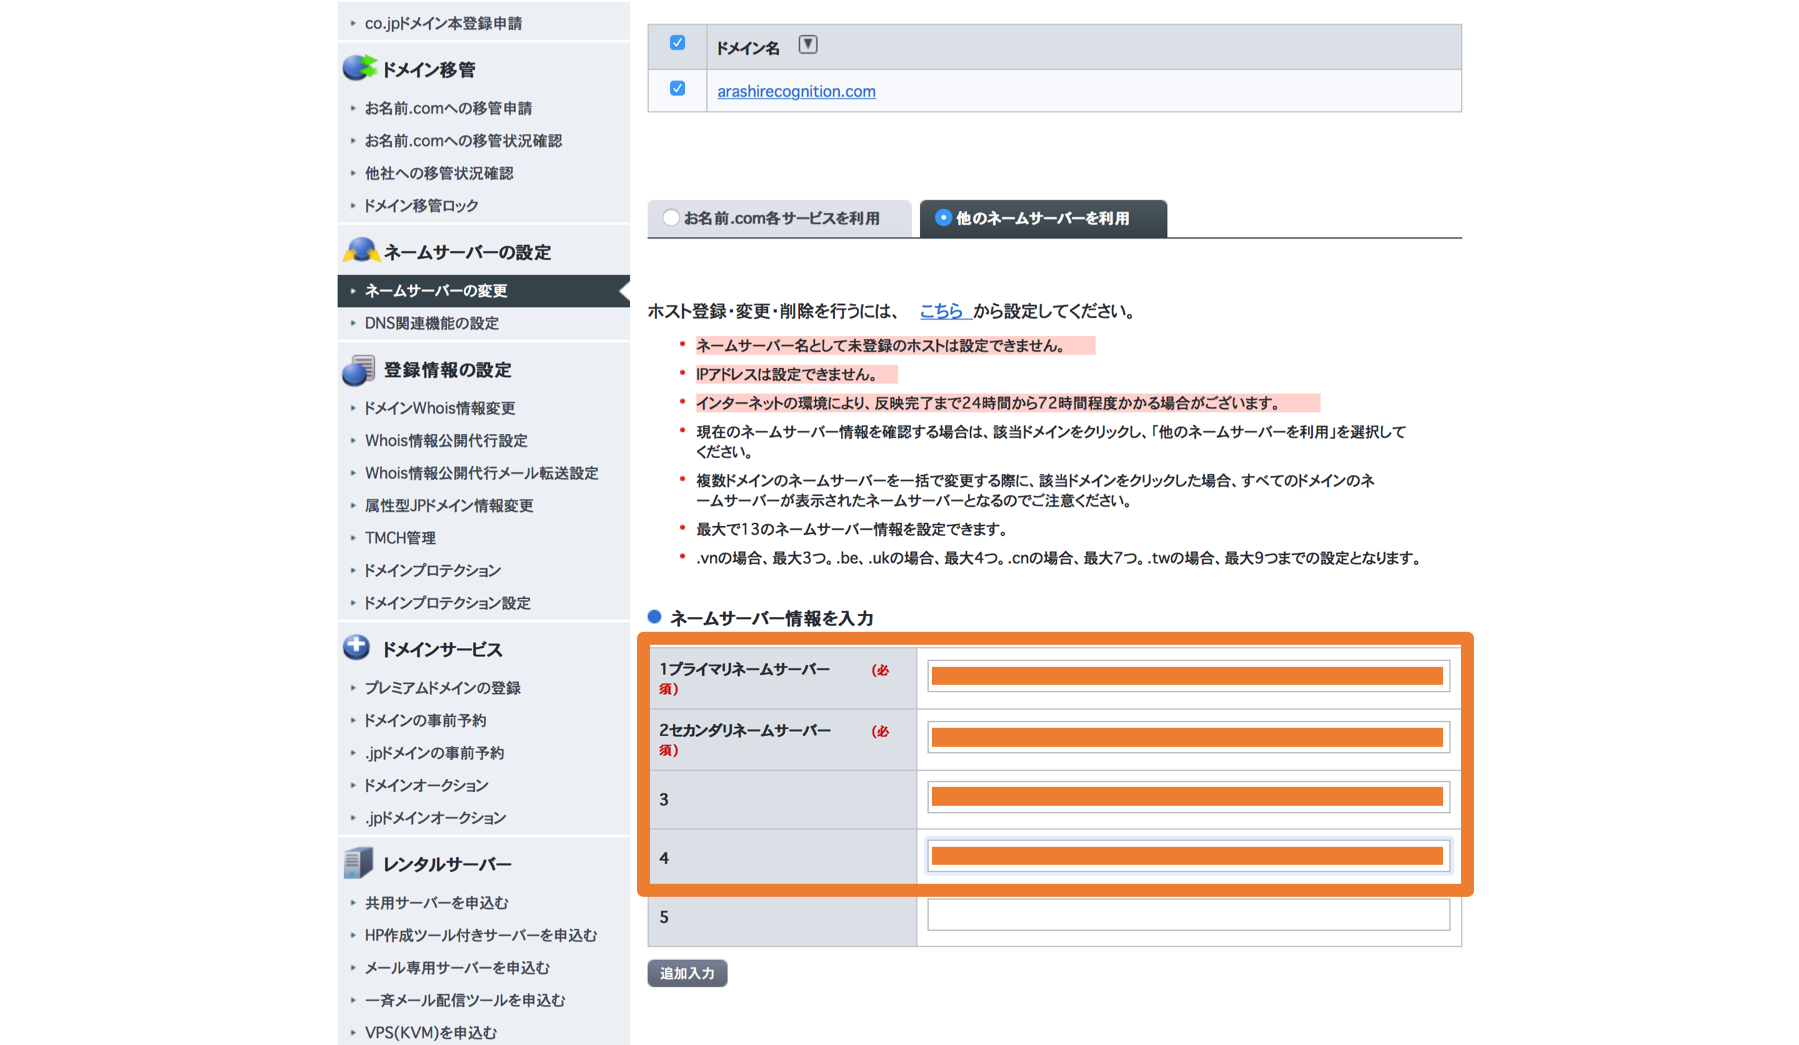 co.jpドメイン本登録申請
ドメイン移管
お名前.comへの移管申請
お名前.comへの移管状況確認
他社への移管状況確認
ドメイン移管ロック
ネームサーバーの設定
ネームサーバーの変更
DNS関連機能の設定
登録情報の設定
ドメインWhois情報変更
Whois情報公開代行設定
Whois情報公開代行メール転送設定
属性型JPドメイン情報変更
TMCH管理
ドメインプロテクション
ドメインプロテクション設定
ドメインサービス
プレミアムドメインの登録
ドメインの事前予約
.jpドメインの事前予約
ドメインオークション
.jpドメインオークション
レンタルサーバー
共用サーバーを申込む
HP作成ツール付きサーバーを申込む
メール専用サーバーを申込む
一斉メール配信ツールを申込む
VPS(KVM)を申込む
ドメイン名 ▼
arashirecognition.com
お名前.com各サービスを利用
他のネームサーバーを利用
ホスト登録・変更・削除を行うには、 こちら から設定してください。
ネームサーバー名として未登録のホストは設定できません。
IPアドレスは設定できません。
インターネットの環境により、反映完了まで24時間から72時間程度かかる場合がございます。
現在のネームサーバー情報を確認する場合は、該当ドメインをクリックし、「他のネームサーバーを利用」を選択して
ください。
複数ドメインのネームサーバーを一括で変更する際に、該当ドメインをクリックした場合、すべてのドメインのネ
ームサーバーが表示されたネームサーバーとなるのでご注意ください。
最大で13のネームサーバー情報を設定できます。
.vnの場合、最大3つ。.be、.ukの場合、最大4つ。.cnの場合、最大7つ。.twの場合、最大9つまでの設定となります。
ネームサーバー情報を入力
1プライマリネームサーバー (必
須)
2セカンダリネームサーバー (必
須)
3
4
5
追加入力